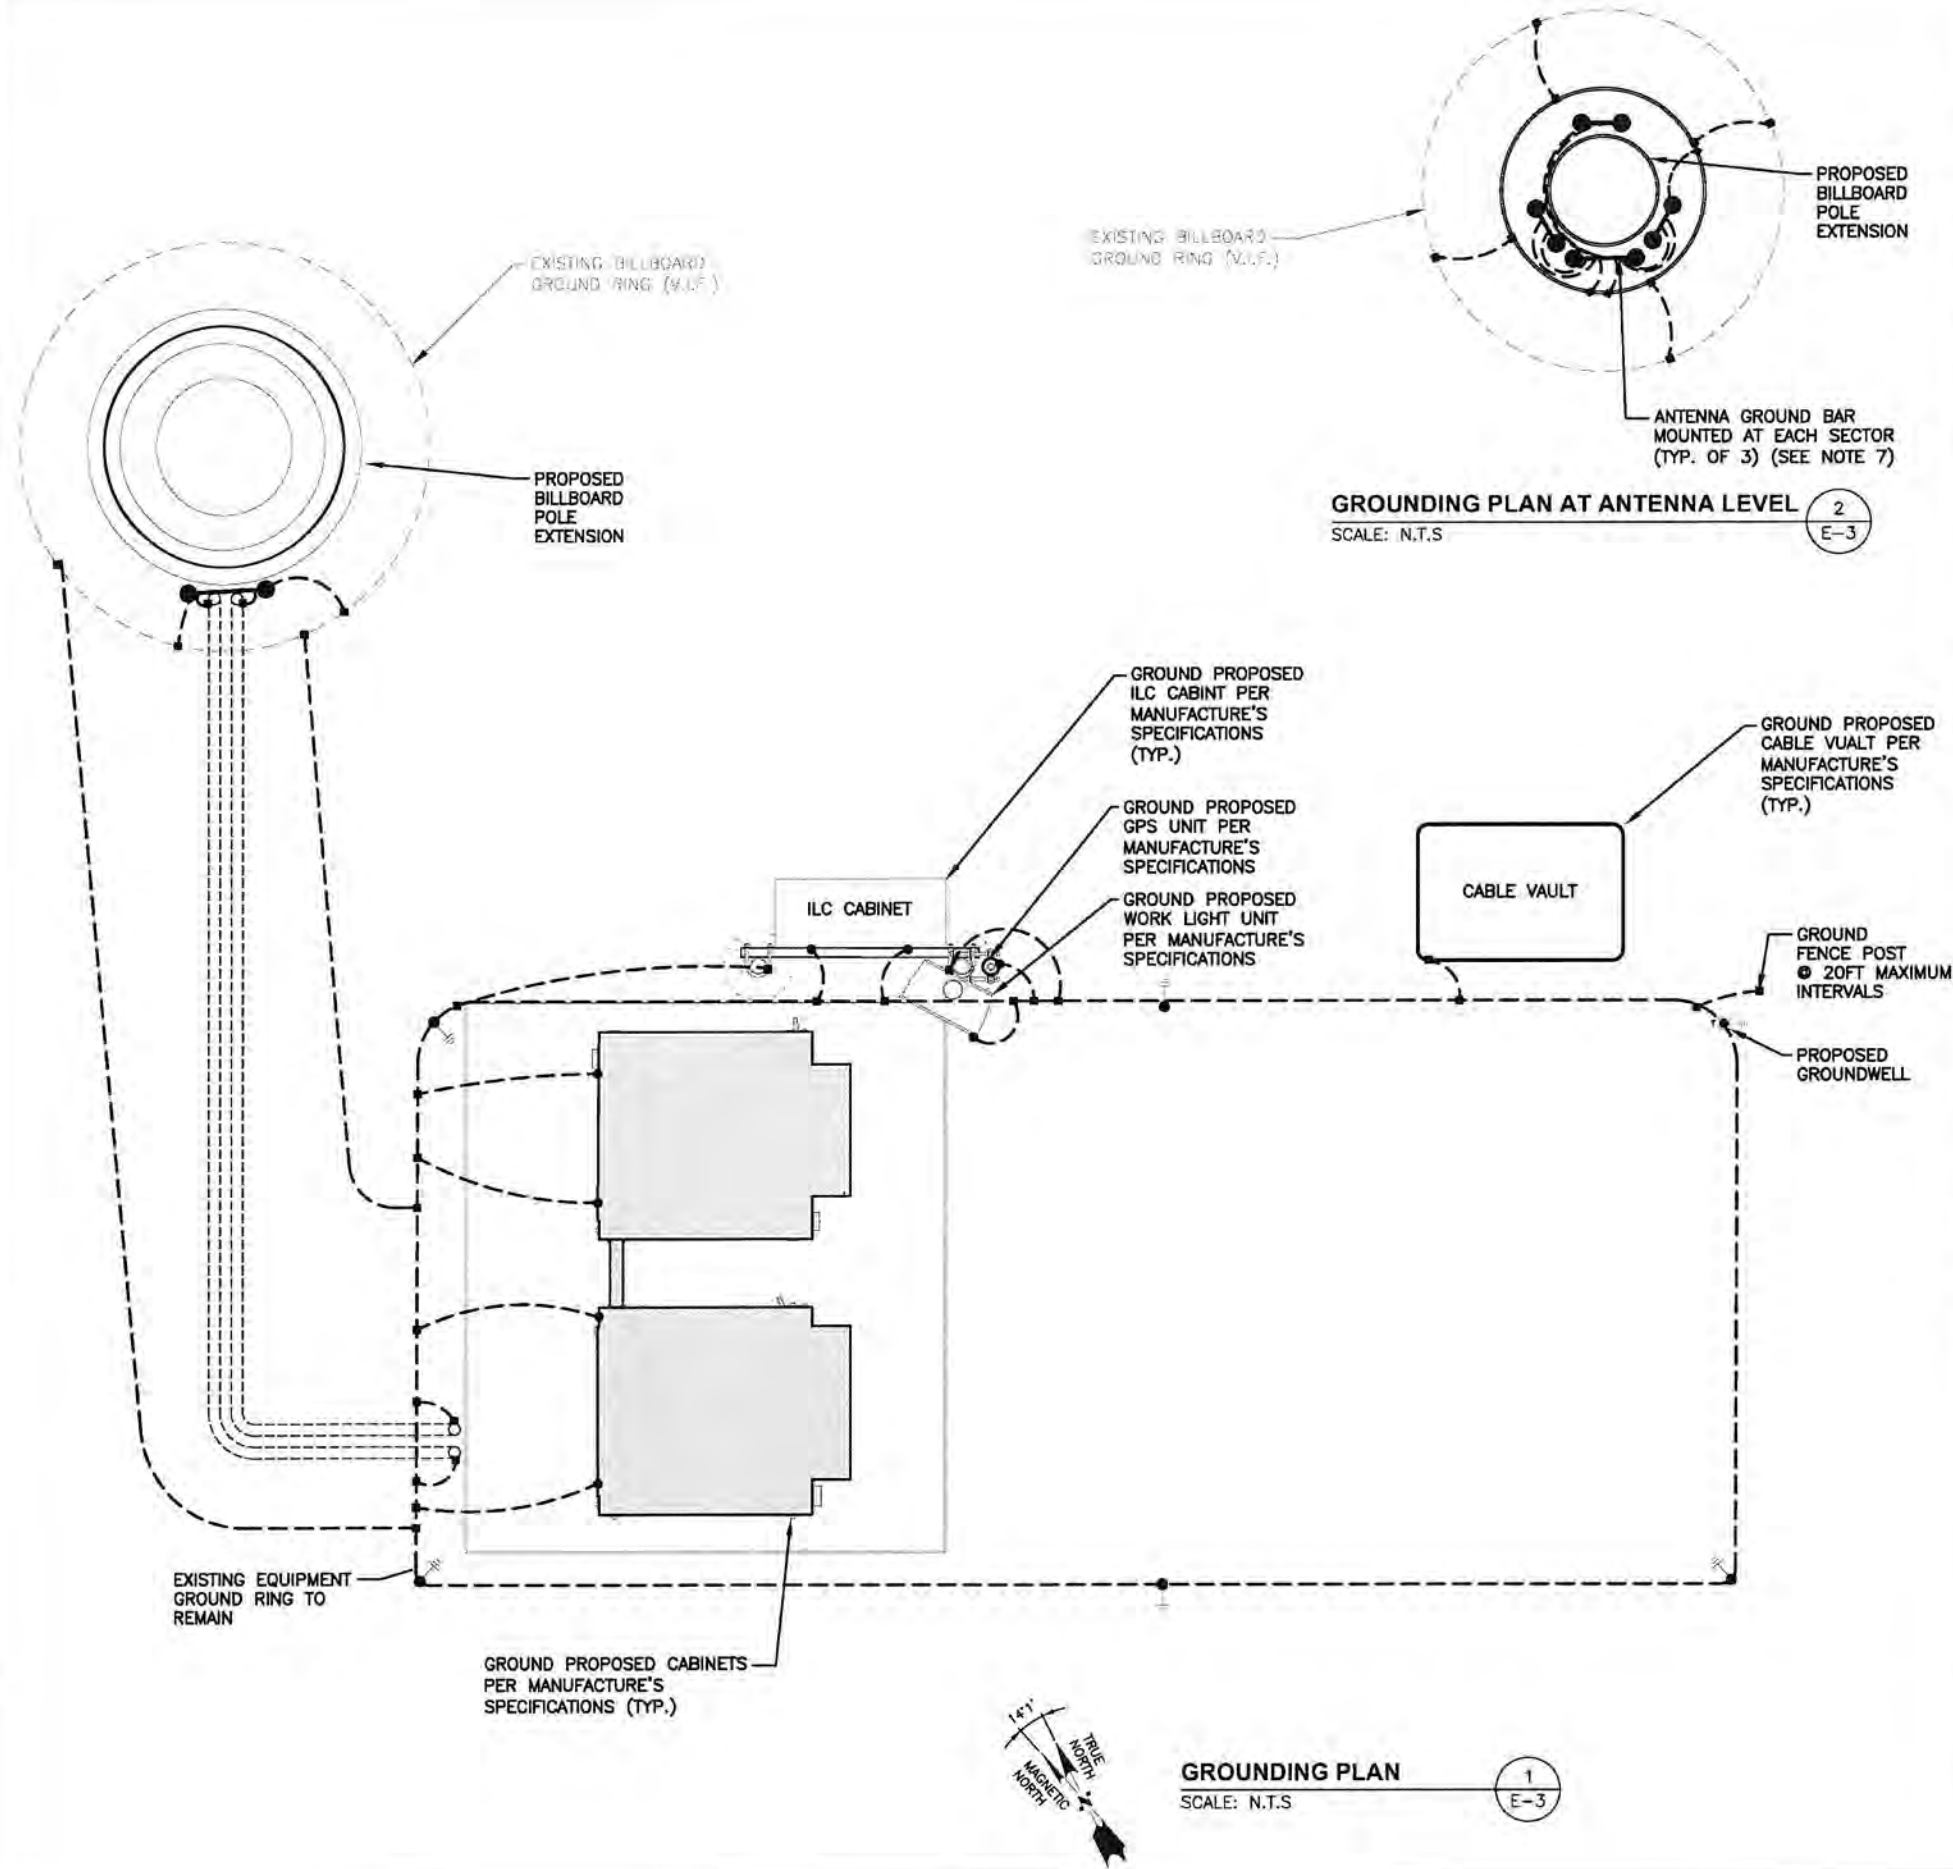 EXISTING BILLBOARD
GROUND RING (V.I.F.)
PROPOSED
BILLBOARD
POLE
EXTENSION
EXISTING BILLBOARD
GROUND RING (V.I.F.)
PROPOSED
BILLBOARD
POLE
EXTENSION
ANTENNA GROUND BAR
MOUNTED AT EACH SECTOR
(TYP. OF 3) (SEE NOTE 7)
GROUNDING PLAN AT ANTENNA LEVEL
SCALE: N.T.S
2
E-3
GROUND PROPOSED
ILC CABINT PER
MANUFACTURE'S
SPECIFICATIONS
(TYP.)
GROUND PROPOSED
GPS UNIT PER
MANUFACTURE'S
SPECIFICATIONS
GROUND PROPOSED
WORK LIGHT UNIT
PER MANUFACTURE'S
SPECIFICATIONS
ILC CABINET
GROUND PROPOSED
CABLE VUALT PER
MANUFACTURE'S
SPECIFICATIONS
(TYP.)
CABLE VAULT
GROUND
FENCE POST
@ 20FT MAXIMUM
INTERVALS
PROPOSED
GROUNDWELL
EXISTING EQUIPMENT
GROUND RING TO
REMAIN
GROUND PROPOSED CABINETS
PER MANUFACTURE'S
SPECIFICATIONS (TYP.)
14°1'
TRUE
NORTH
MAGNETIC
NORTH
GROUNDING PLAN
SCALE: N.T.S
1
E-3